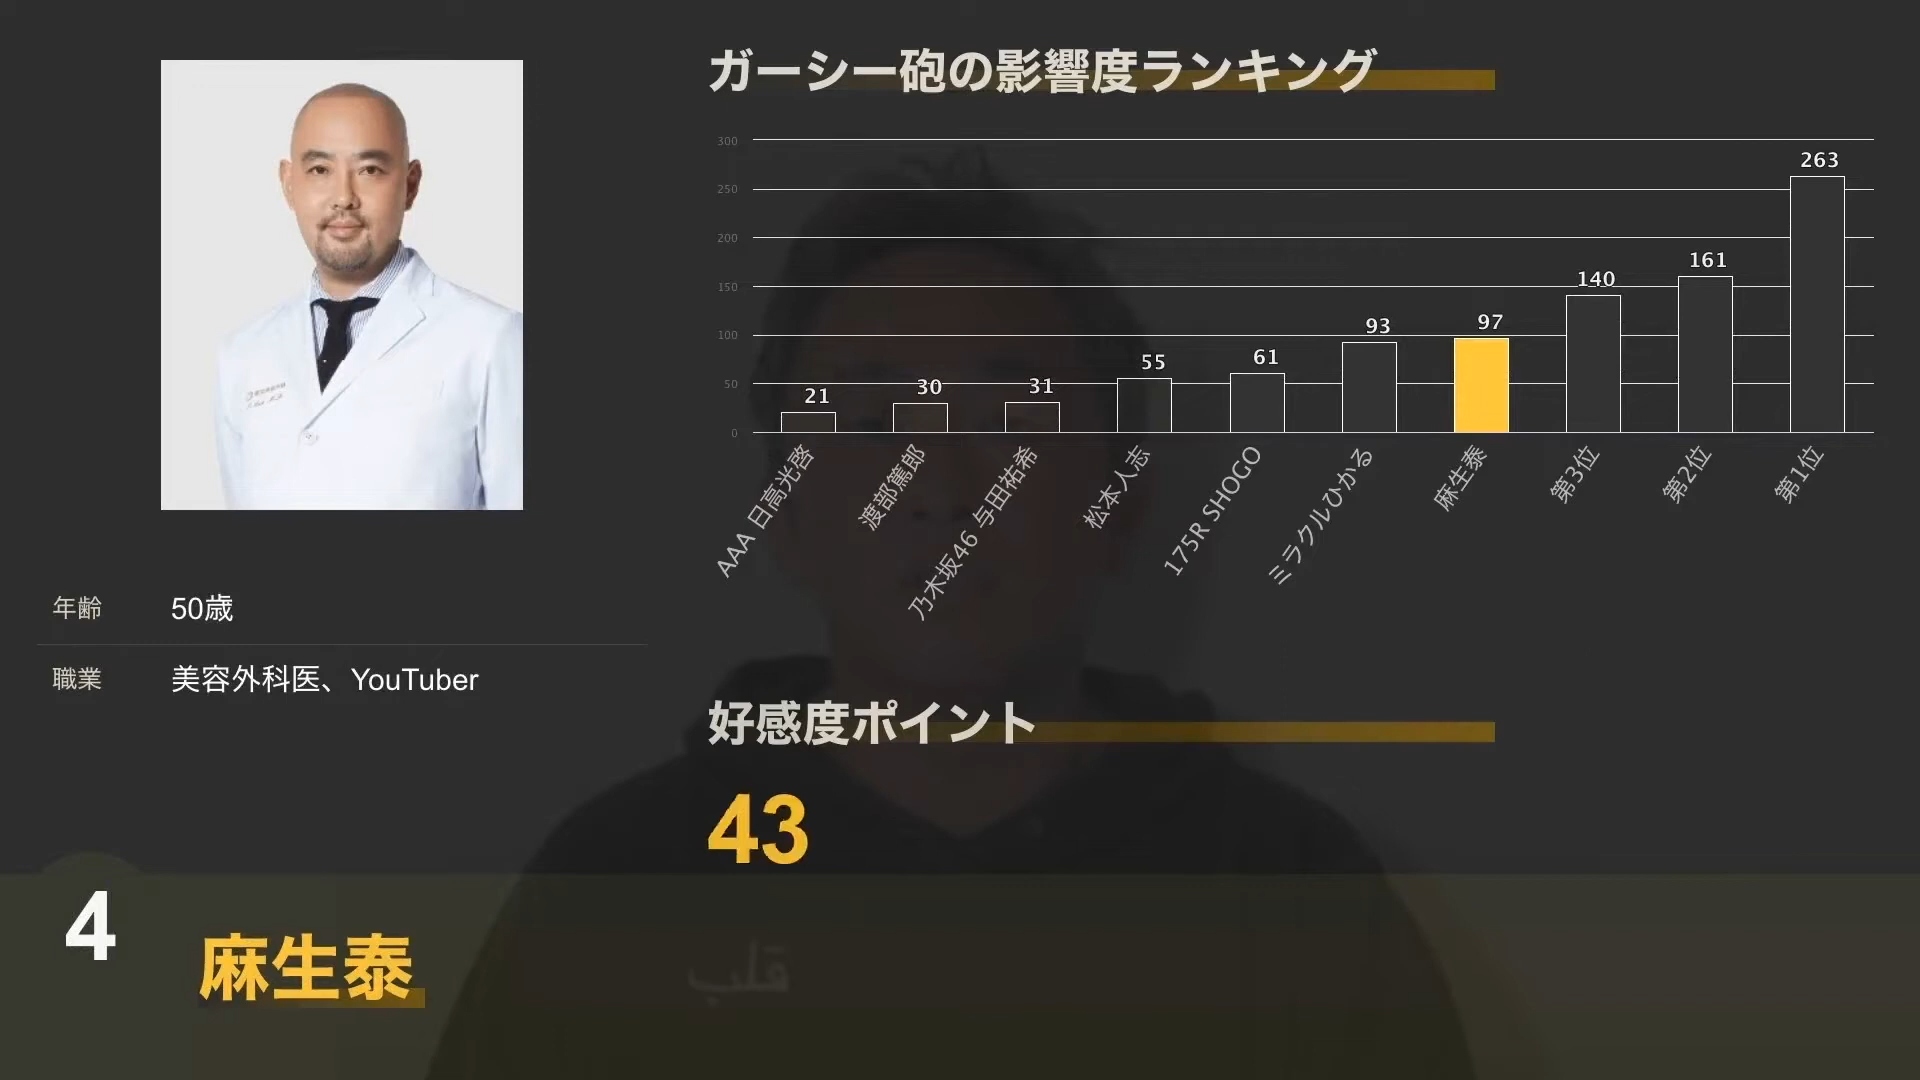 ガーシー砲の影響度ランキング
300
250
200
150
100
50
0
21
30
31
55
61
93
97
140
161
263
AAA 日高光啓
渡部篤郎
乃木坂46 与田祐希
松本人志
175R SHOGO
ミラクルひかる
麻生泰
第3位
第2位
第1位
年齢 50歳
職業 美容外科医、YouTuber
好感度ポイント
43
4
麻生泰
قلب